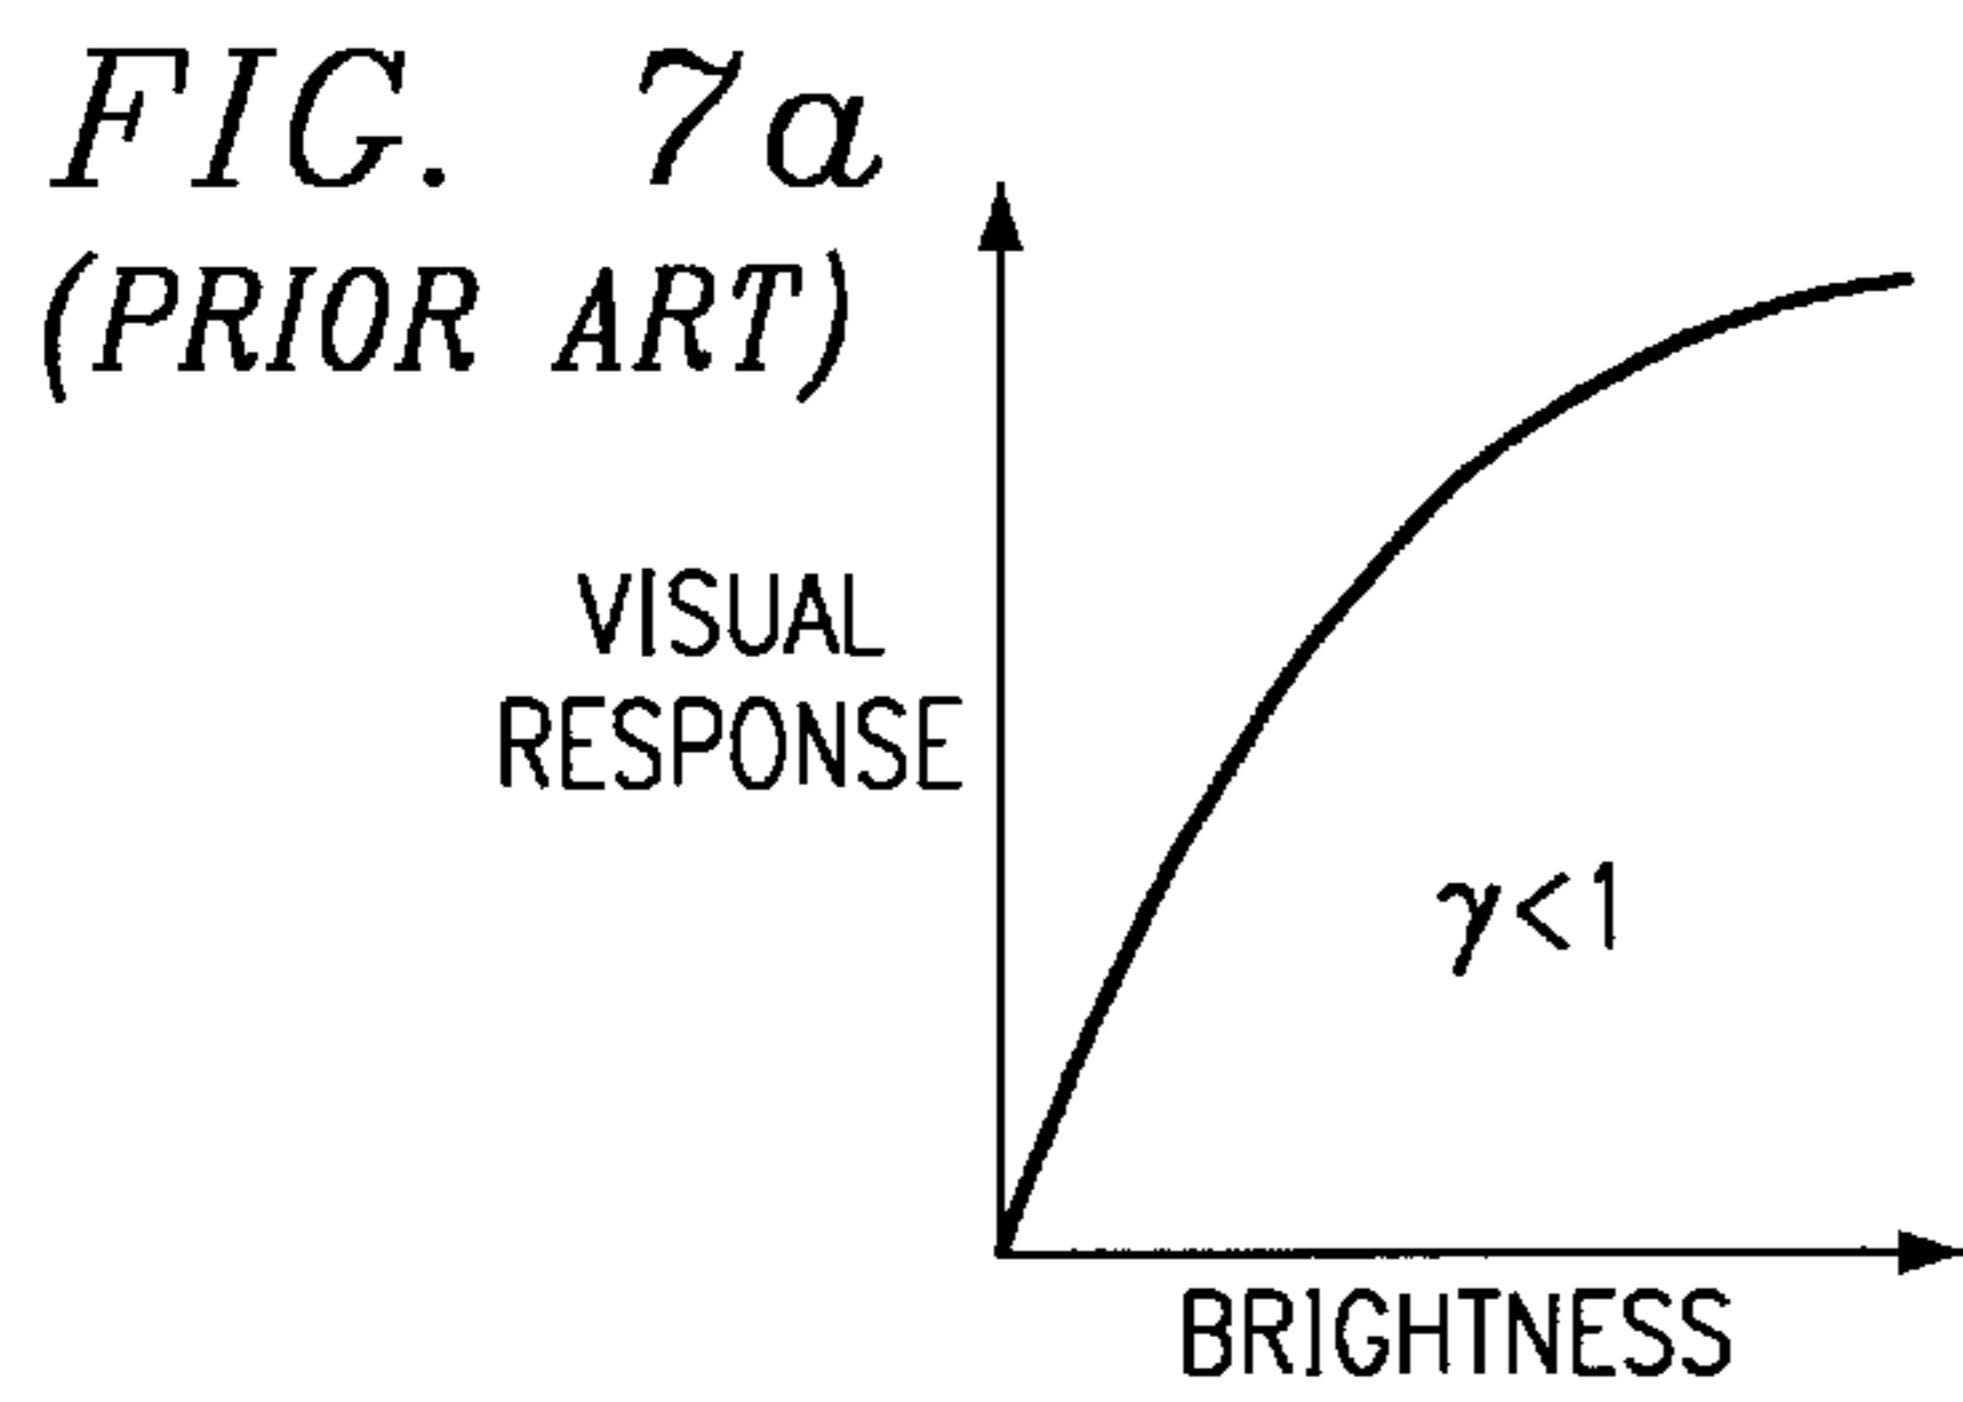 FIG. 7a
(PRIOR ART)
VISUAL
RESPONSE
γ<1
BRIGHTNESS